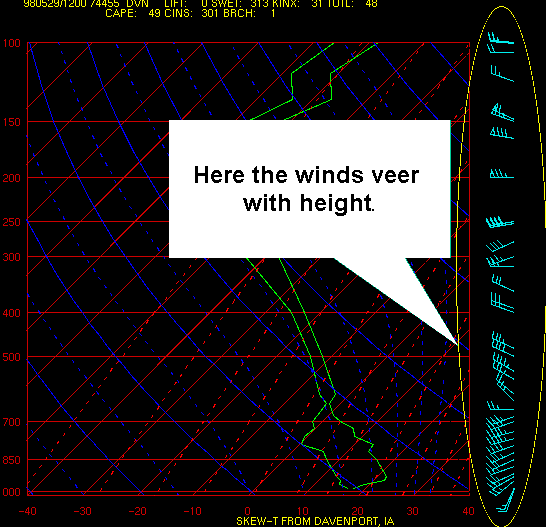 980529/1200 74455 DVN LIFT: 0 SWET: 313 KINX: 31 TOTL: 48
CAPE: 49 CINS: 301 BRCH: 1
100
150
200
250
300
400
500
700
850
1000
Here the winds veer
with height.
-40 -30 -20 -10 0 10 20 30 40
SKEW-T FROM DAVENPORT, IA